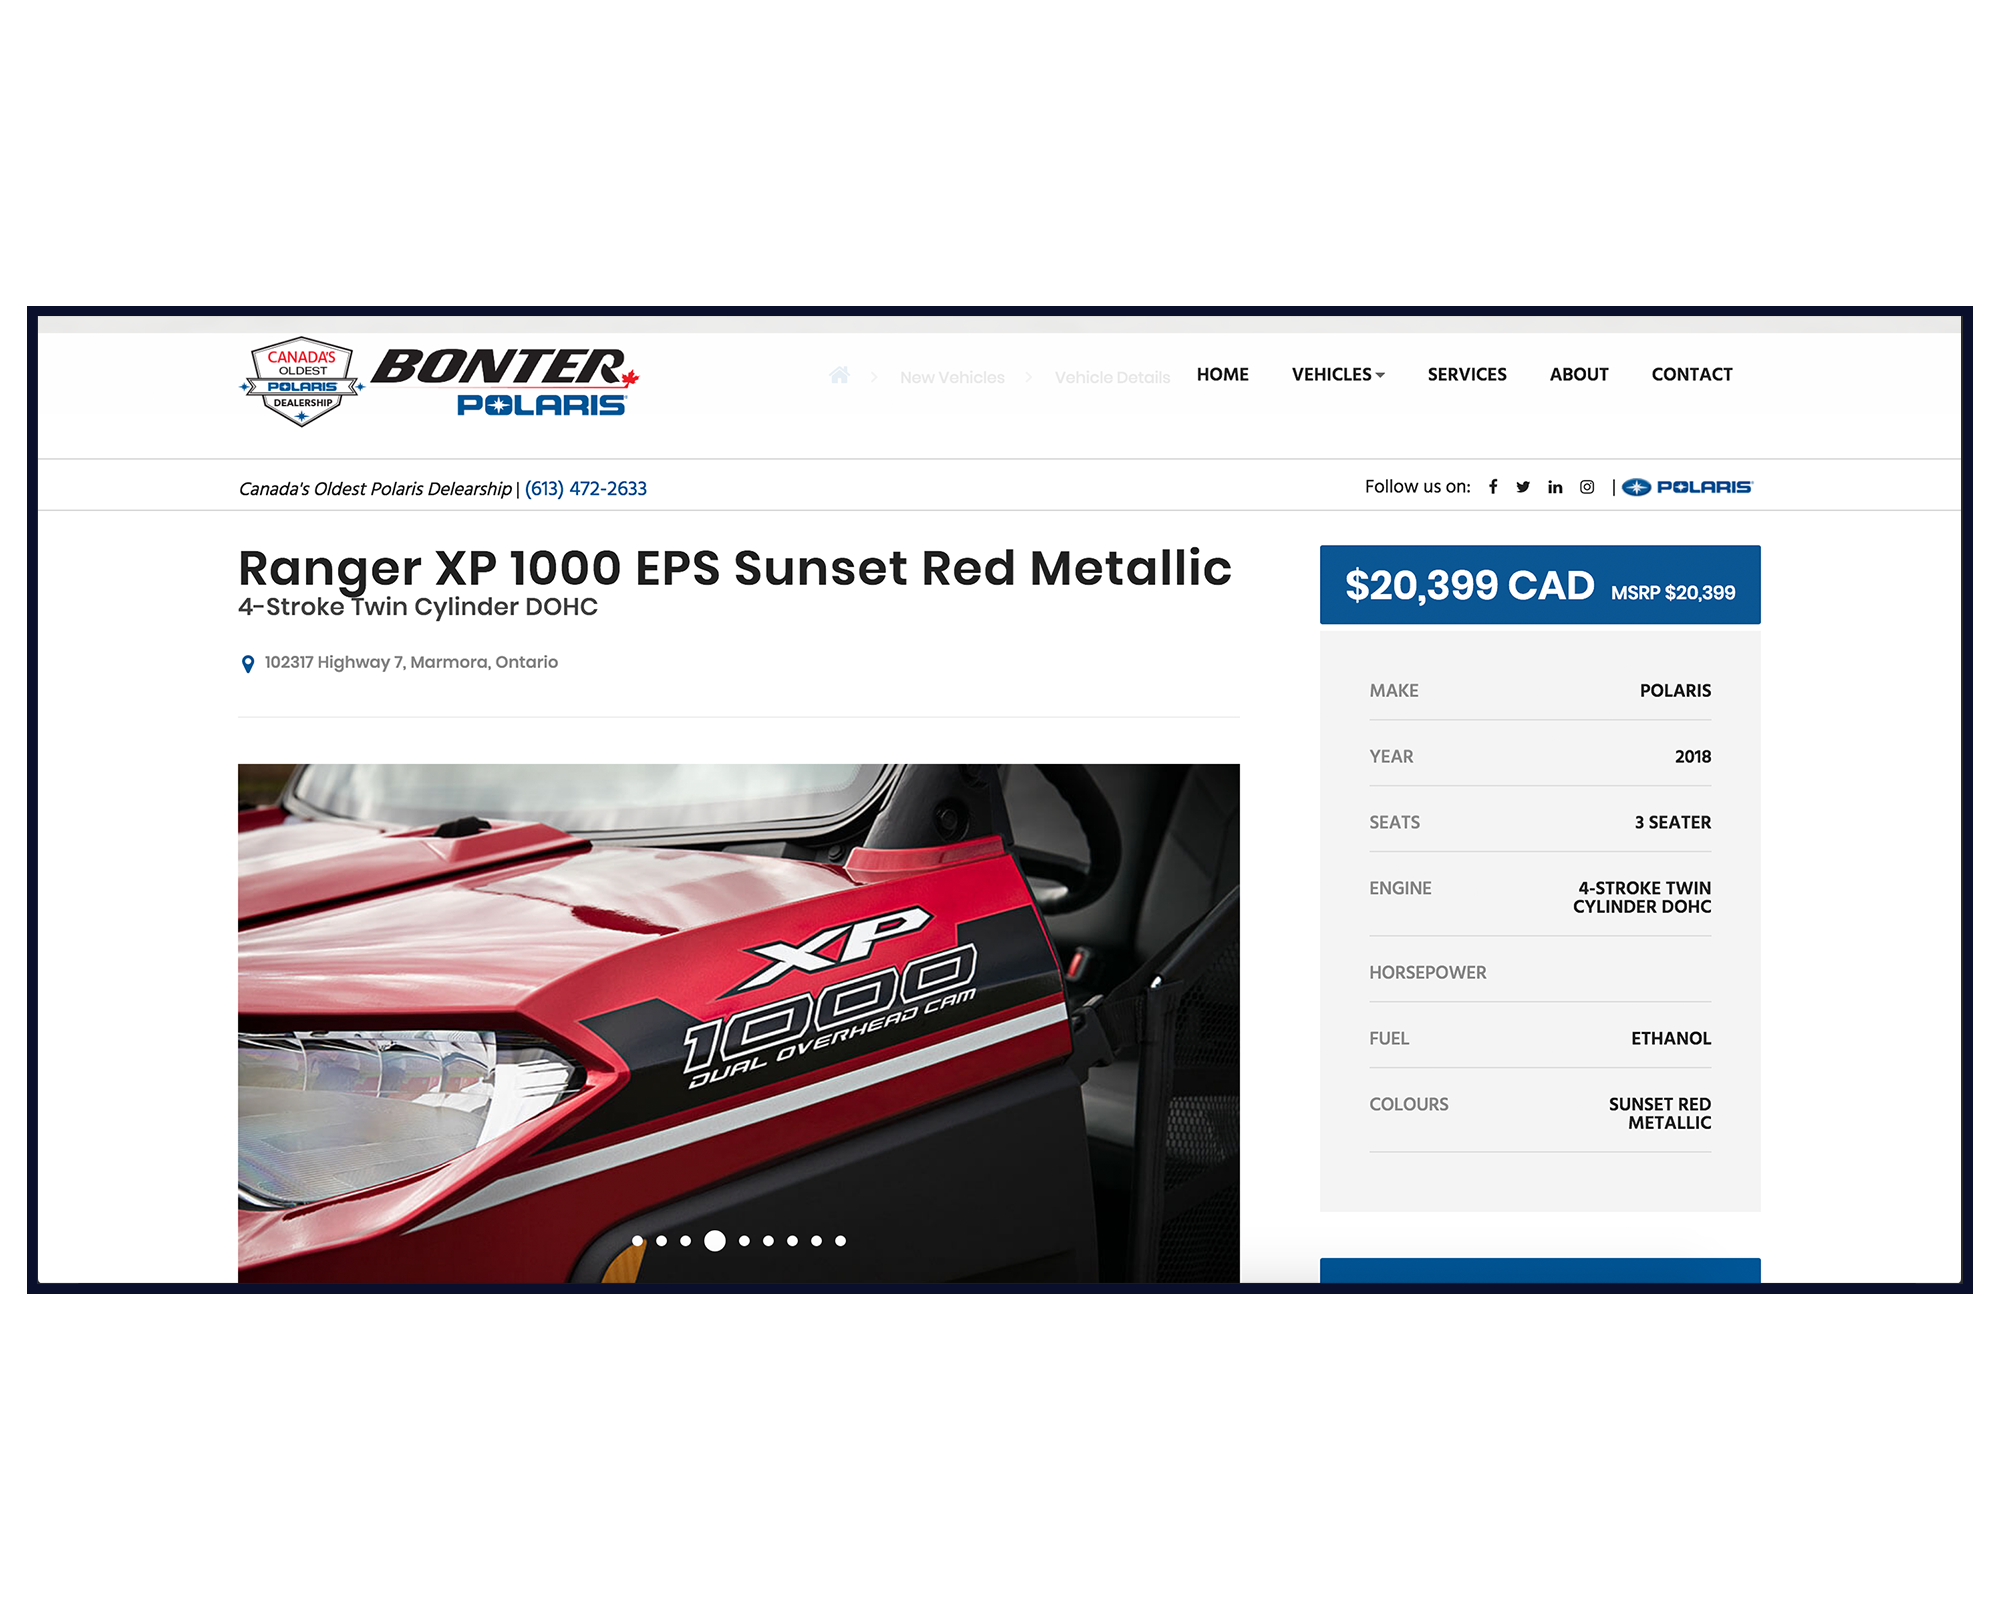 CANADA'S
OLDEST
POLARIS
DEALERSHIP
BONTER
POLARIS
New Vehicles Vehicle Details
HOME VEHICLES SERVICES ABOUT CONTACT
Canada's Oldest Polaris Delearship | (613) 472-2633
Follow us on: | POLARIS
Ranger XP 1000 EPS Sunset Red Metallic
4-Stroke Twin Cylinder DOHC
102317 Highway 7, Marmora, Ontario
XP
1000
DUAL OVERHEAD CAM
$20,399 CAD MSRP $20,399
MAKE POLARIS
YEAR 2018
SEATS 3 SEATER
ENGINE 4-STROKE TWIN
CYLINDER DOHC
HORSEPOWER
FUEL ETHANOL
COLOURS SUNSET RED
METALLIC